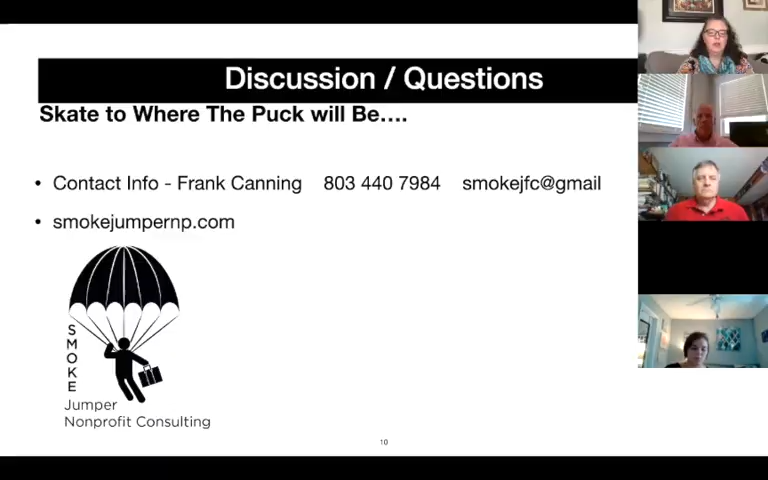 Discussion / Questions
Skate to Where The Puck will Be....
• Contact Info - Frank Canning 803 440 7984 smokejfc@gmail
• smokejumpernp.com
SMOKE
Jumper
Nonprofit Consulting
10